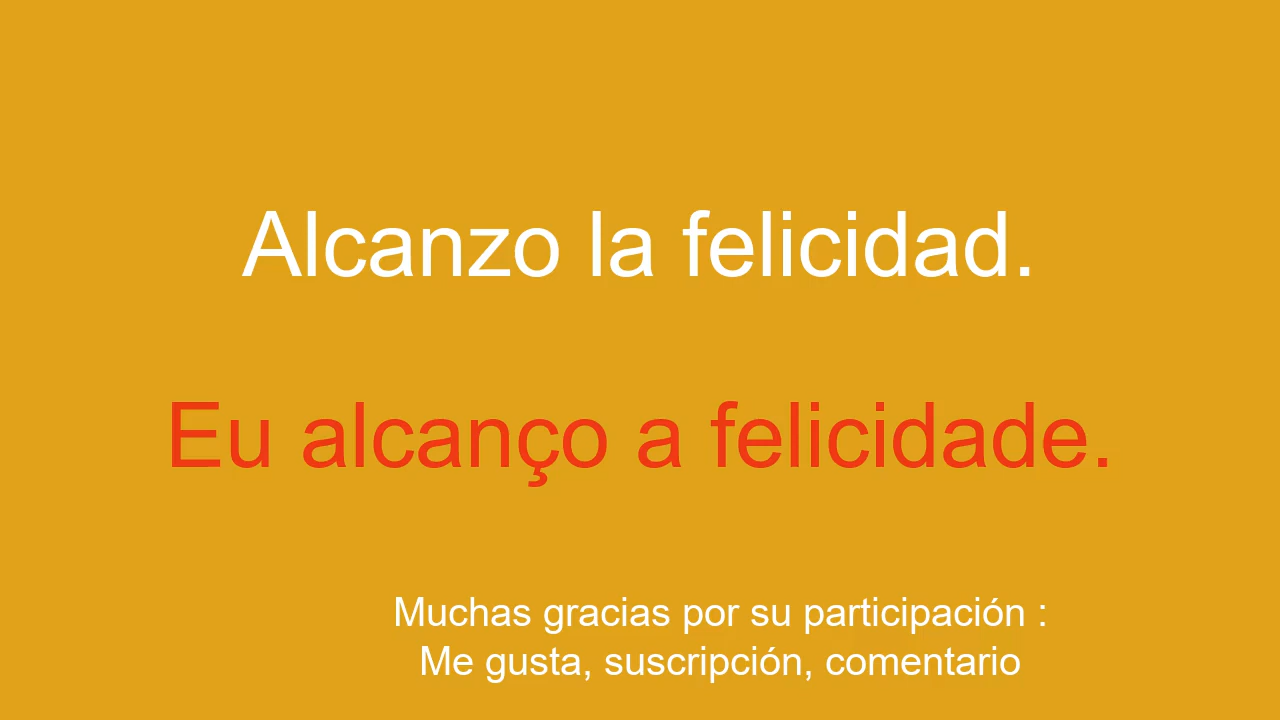 Alcanzo la felicidad.
Eu alcanço a felicidade.
Muchas gracias por su participación :
Me gusta, suscripción, comentario